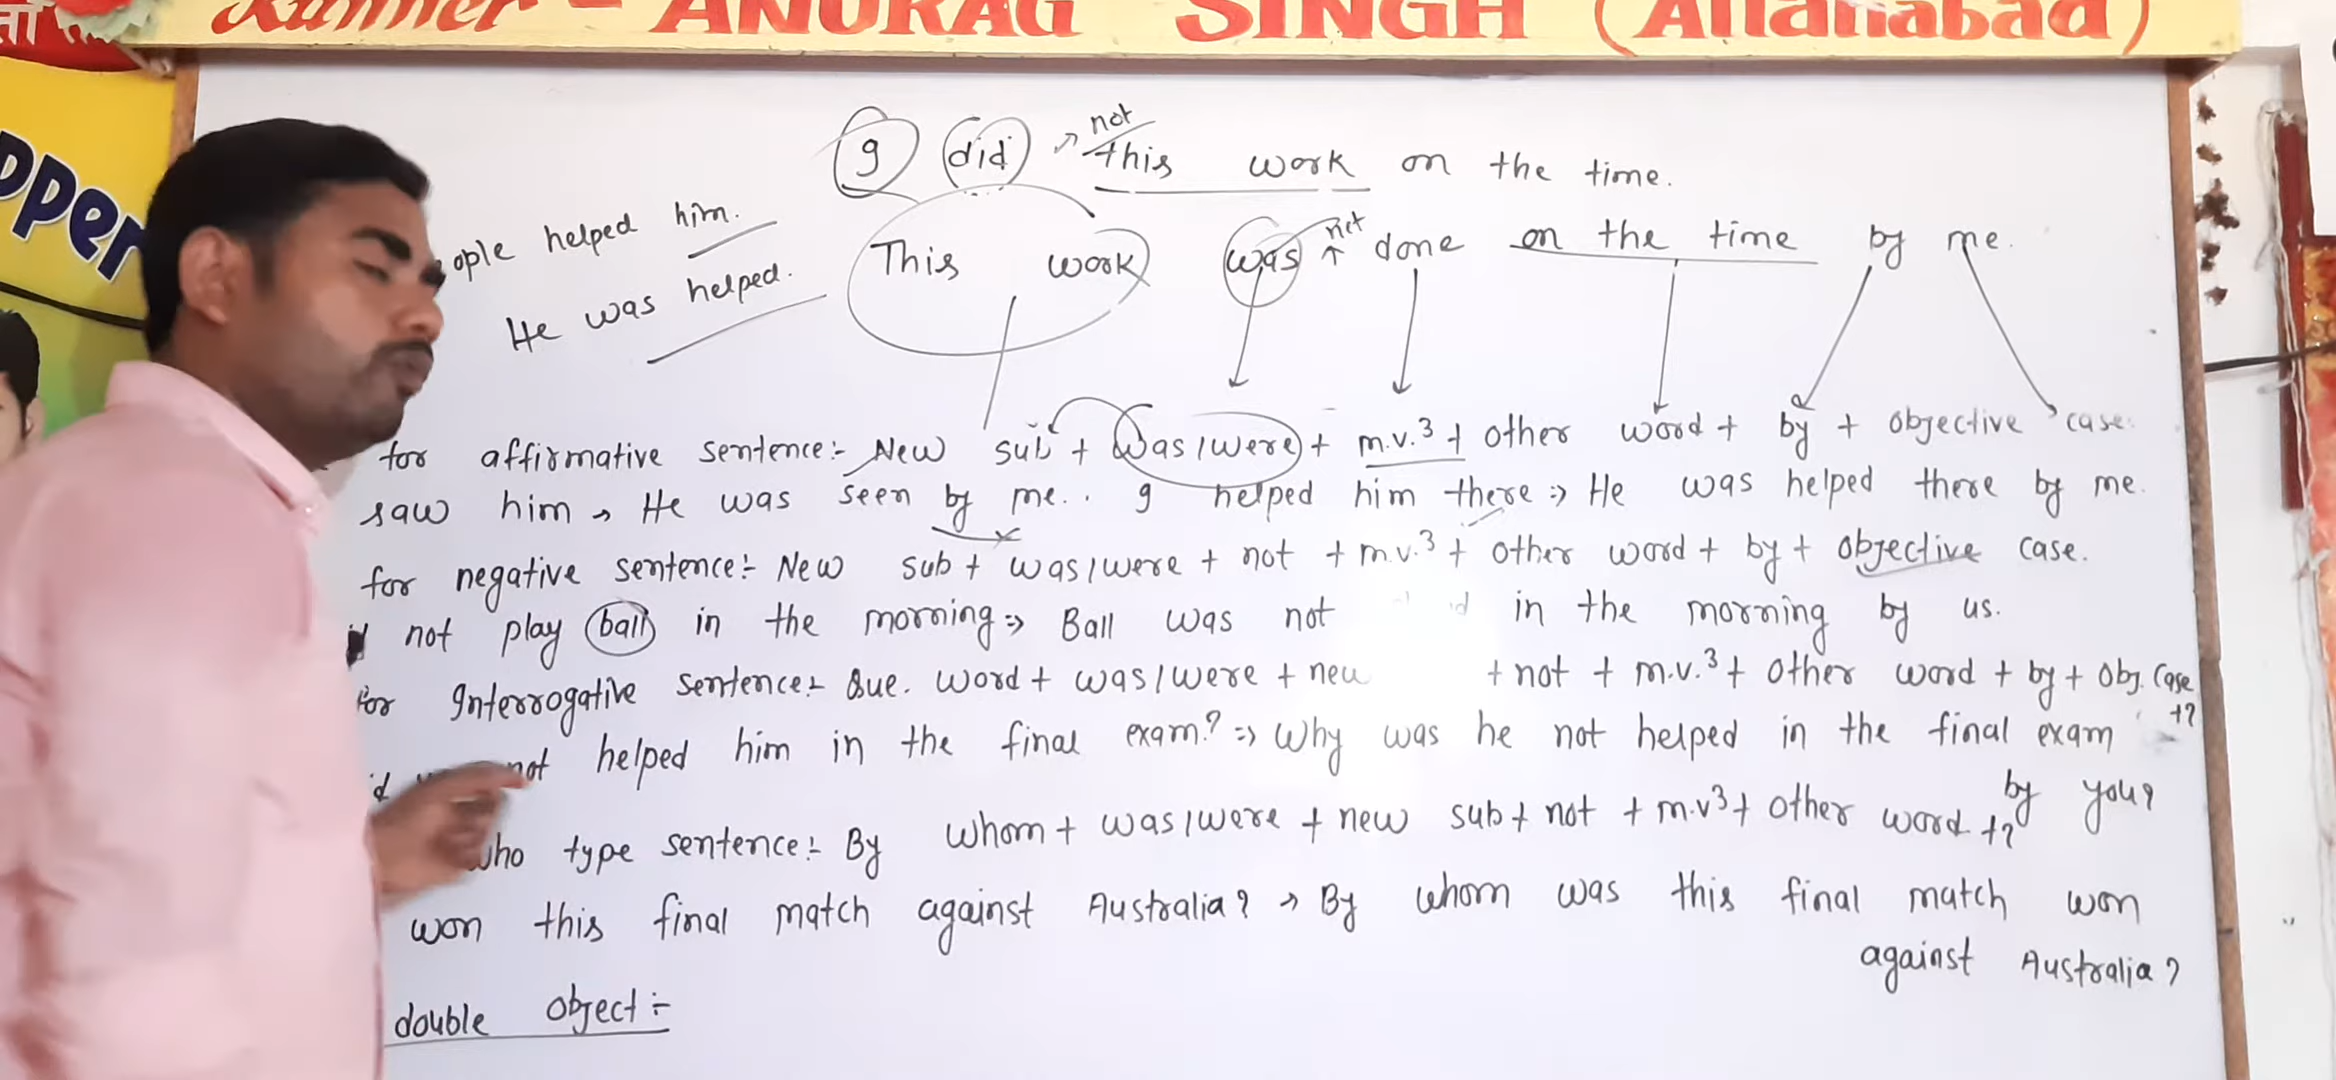 Runner - ANURAG SINGH (Allahabad)
pper
not
I did this work on the time.
ople helped him.
He was helped.
not
This work was ↑ done on the time by me.
for affirmative sentence:- New sub + was/were + m.v.3 + other word + by + objective case.
saw him → He was seen by me.. I helped him there ⇒ He was helped there by me.
for negative sentence:- New sub + was/were + not + m.v.3 + other word + by + objective case.
not play ball in the morning ⇒ Ball was not in the morning by us.
for Interrogative sentence:- Que. word + was/were + new + not + m.v.3 + other word + by + Obj. Case +?
not helped him in the final exam? ⇒ Why was he not helped in the final exam by you?
who type sentence:- By whom + was/were + new sub + not + m.v3 + other word +?
won this final match against Australia? → By whom was this final match won against Australia?
double object:-